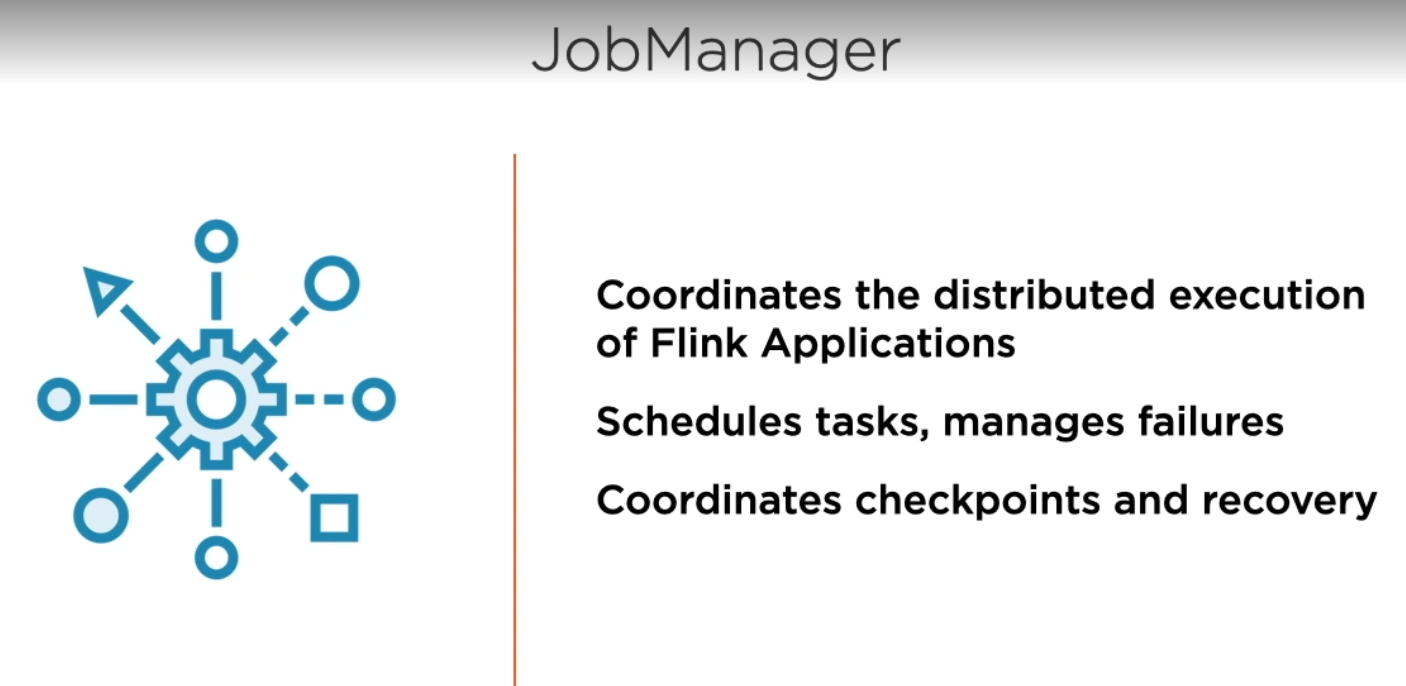 JobManager
Coordinates the distributed execution
of Flink Applications
Schedules tasks, manages failures
Coordinates checkpoints and recovery